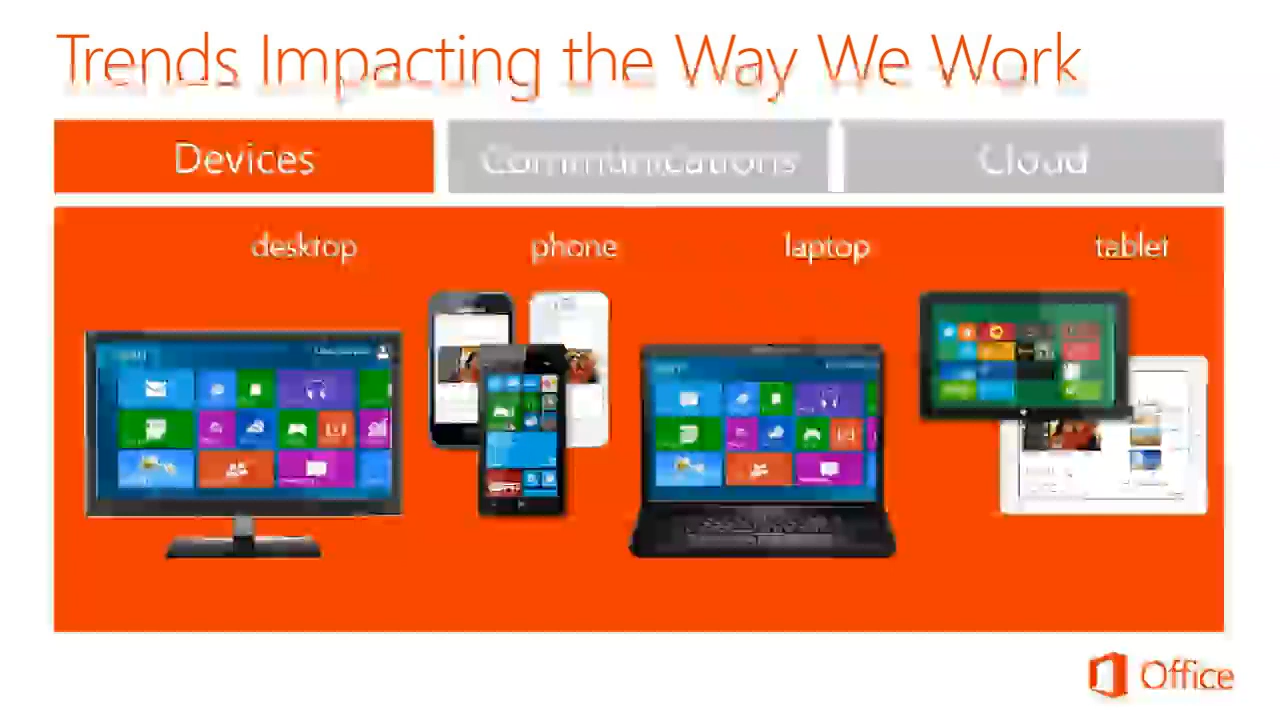 Trends Impacting the Way We Work
Devices
Communications
Cloud
desktop
phone
laptop
tablet
Office